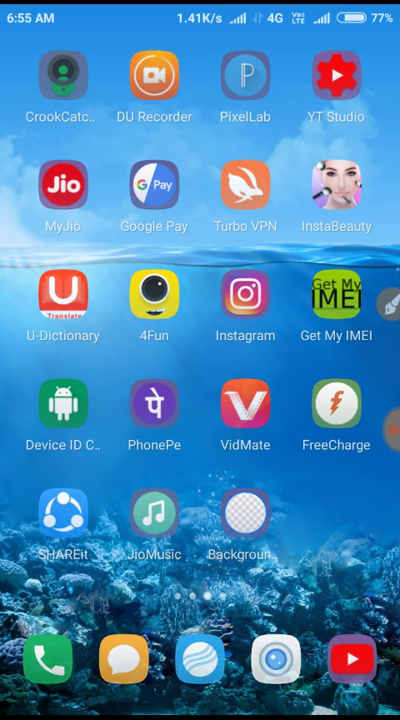 6:55 AM 1.41K/s 4G Vo) LTE 77%
CrookCatc.. DU Recorder PixelLab YT Studio
P
Jio G Pay
MyJio Google Pay Turbo VPN InstaBeauty
U Translate Get My IMEI
U-Dictionary 4Fun Instagram Get My IMEI
पे
Device ID C.. PhonePe VidMate FreeCharge
SHAREit JioMusic Backgroun..